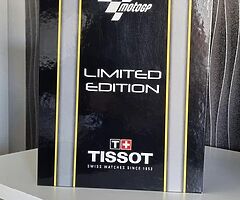 MotoGP
LIMITED
EDITION
T+
TISSOT
SWISS WATCHES SINCE 1853